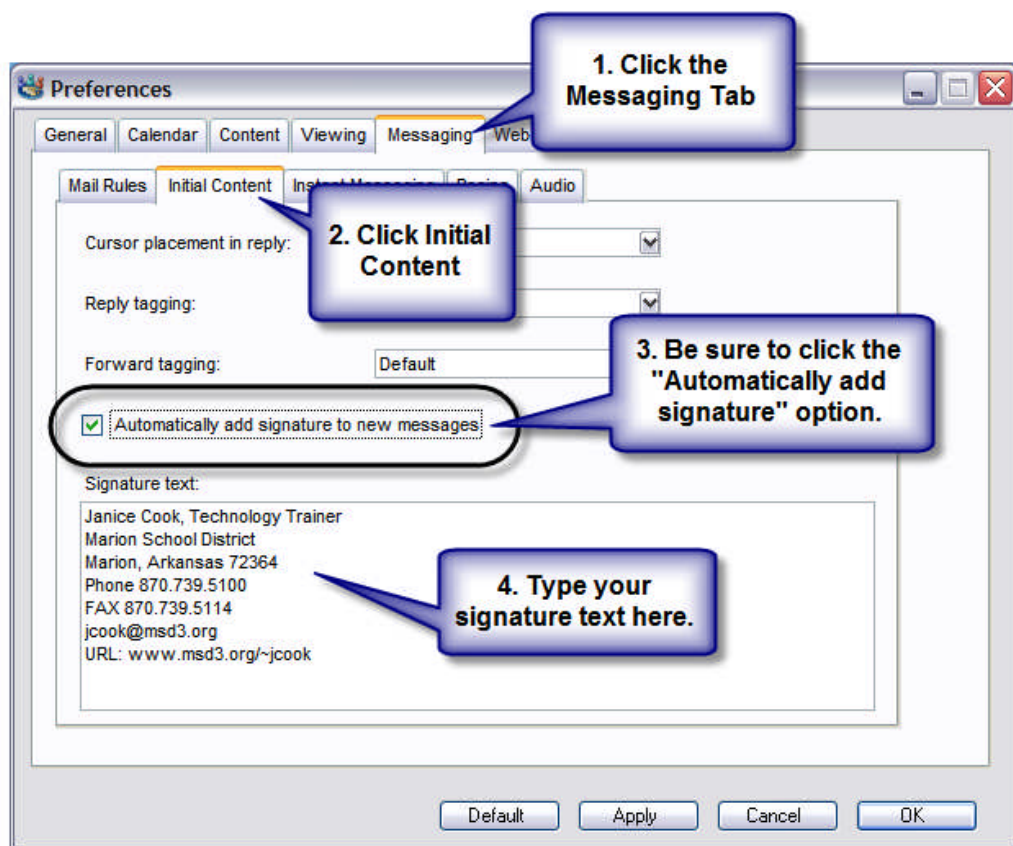 1. Click the
Messaging Tab
Preferences
General Calendar Content Viewing Messaging Web
Mail Rules Initial Content Audio
2. Click Initial
Content
Cursor placement in reply:
Reply tagging:
Forward tagging: Default
3. Be sure to click the
"Automatically add
signature" option.
Automatically add signature to new messages
Signature text:
Janice Cook, Technology Trainer
Marion School District
Marion, Arkansas 72364
Phone 870.739.5100
FAX 870.739.5114
jcook@msd3.org
URL: www.msd3.org/~jcook
4. Type your
signature text here.
Default Apply Cancel OK